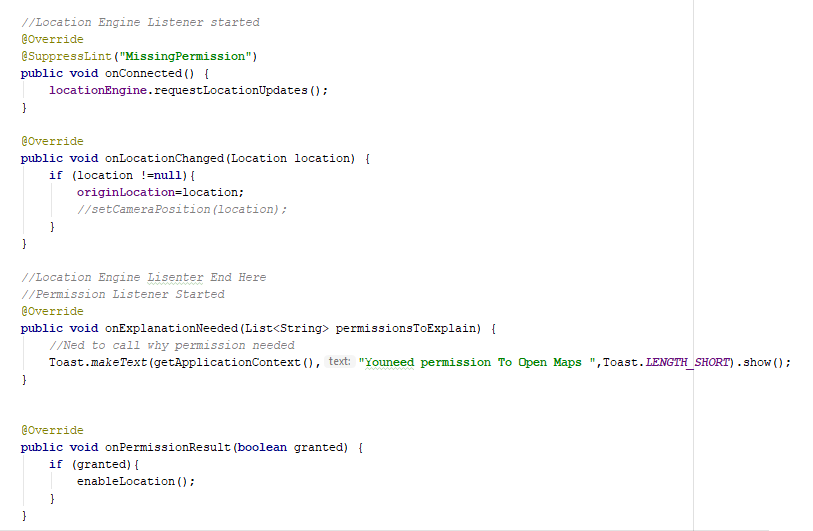 //Location Engine Listener started
@Override
@SuppressLint("MissingPermission")
public void onConnected() {
    locationEngine.requestLocationUpdates();
}

@Override
public void onLocationChanged(Location location) {
    if (location !=null){
        originLocation=location;
        //setCameraPosition(location);
    }
}

//Location Engine Lisenter End Here
//Permission Listener Started
@Override
public void onExplanationNeeded(List<String> permissionsToExplain) {
    //Ned to call why permission needed
    Toast.makeText(getApplicationContext(), text: "Youneed permission To Open Maps ",Toast.LENGTH_SHORT).show();
}

@Override
public void onPermissionResult(boolean granted) {
    if (granted){
        enableLocation();
    }
}